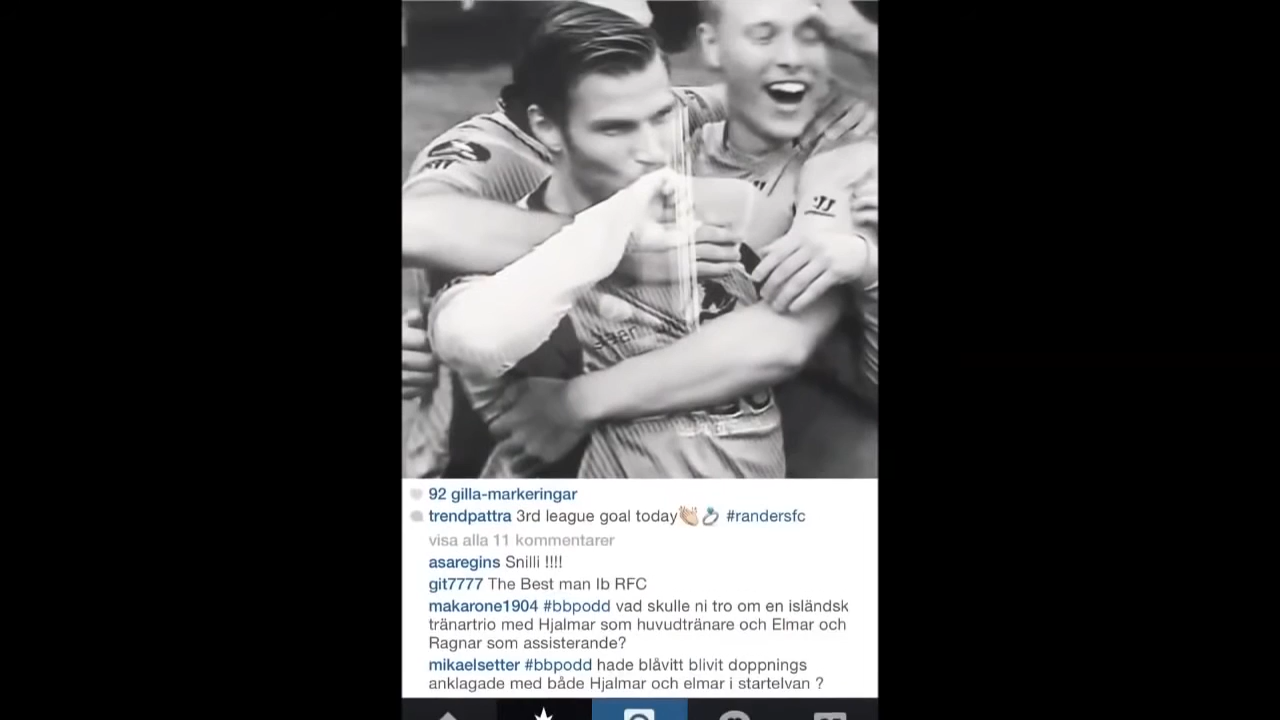 92 gilla-markeringar
trendpattra 3rd league goal today👏💍 #randersfc
visa alla 11 kommentarer
asaregins Snilli !!!!
git7777 The Best man Ib RFC
makarone1904 #bbpodd vad skulle ni tro om en isländsk
tränartrio med Hjalmar som huvudtränare och Elmar och
Ragnar som assisterande?
mikaelsetter #bbpodd hade blåvitt blivit doppnings
anklagade med både Hjalmar och elmar i startelvan ?